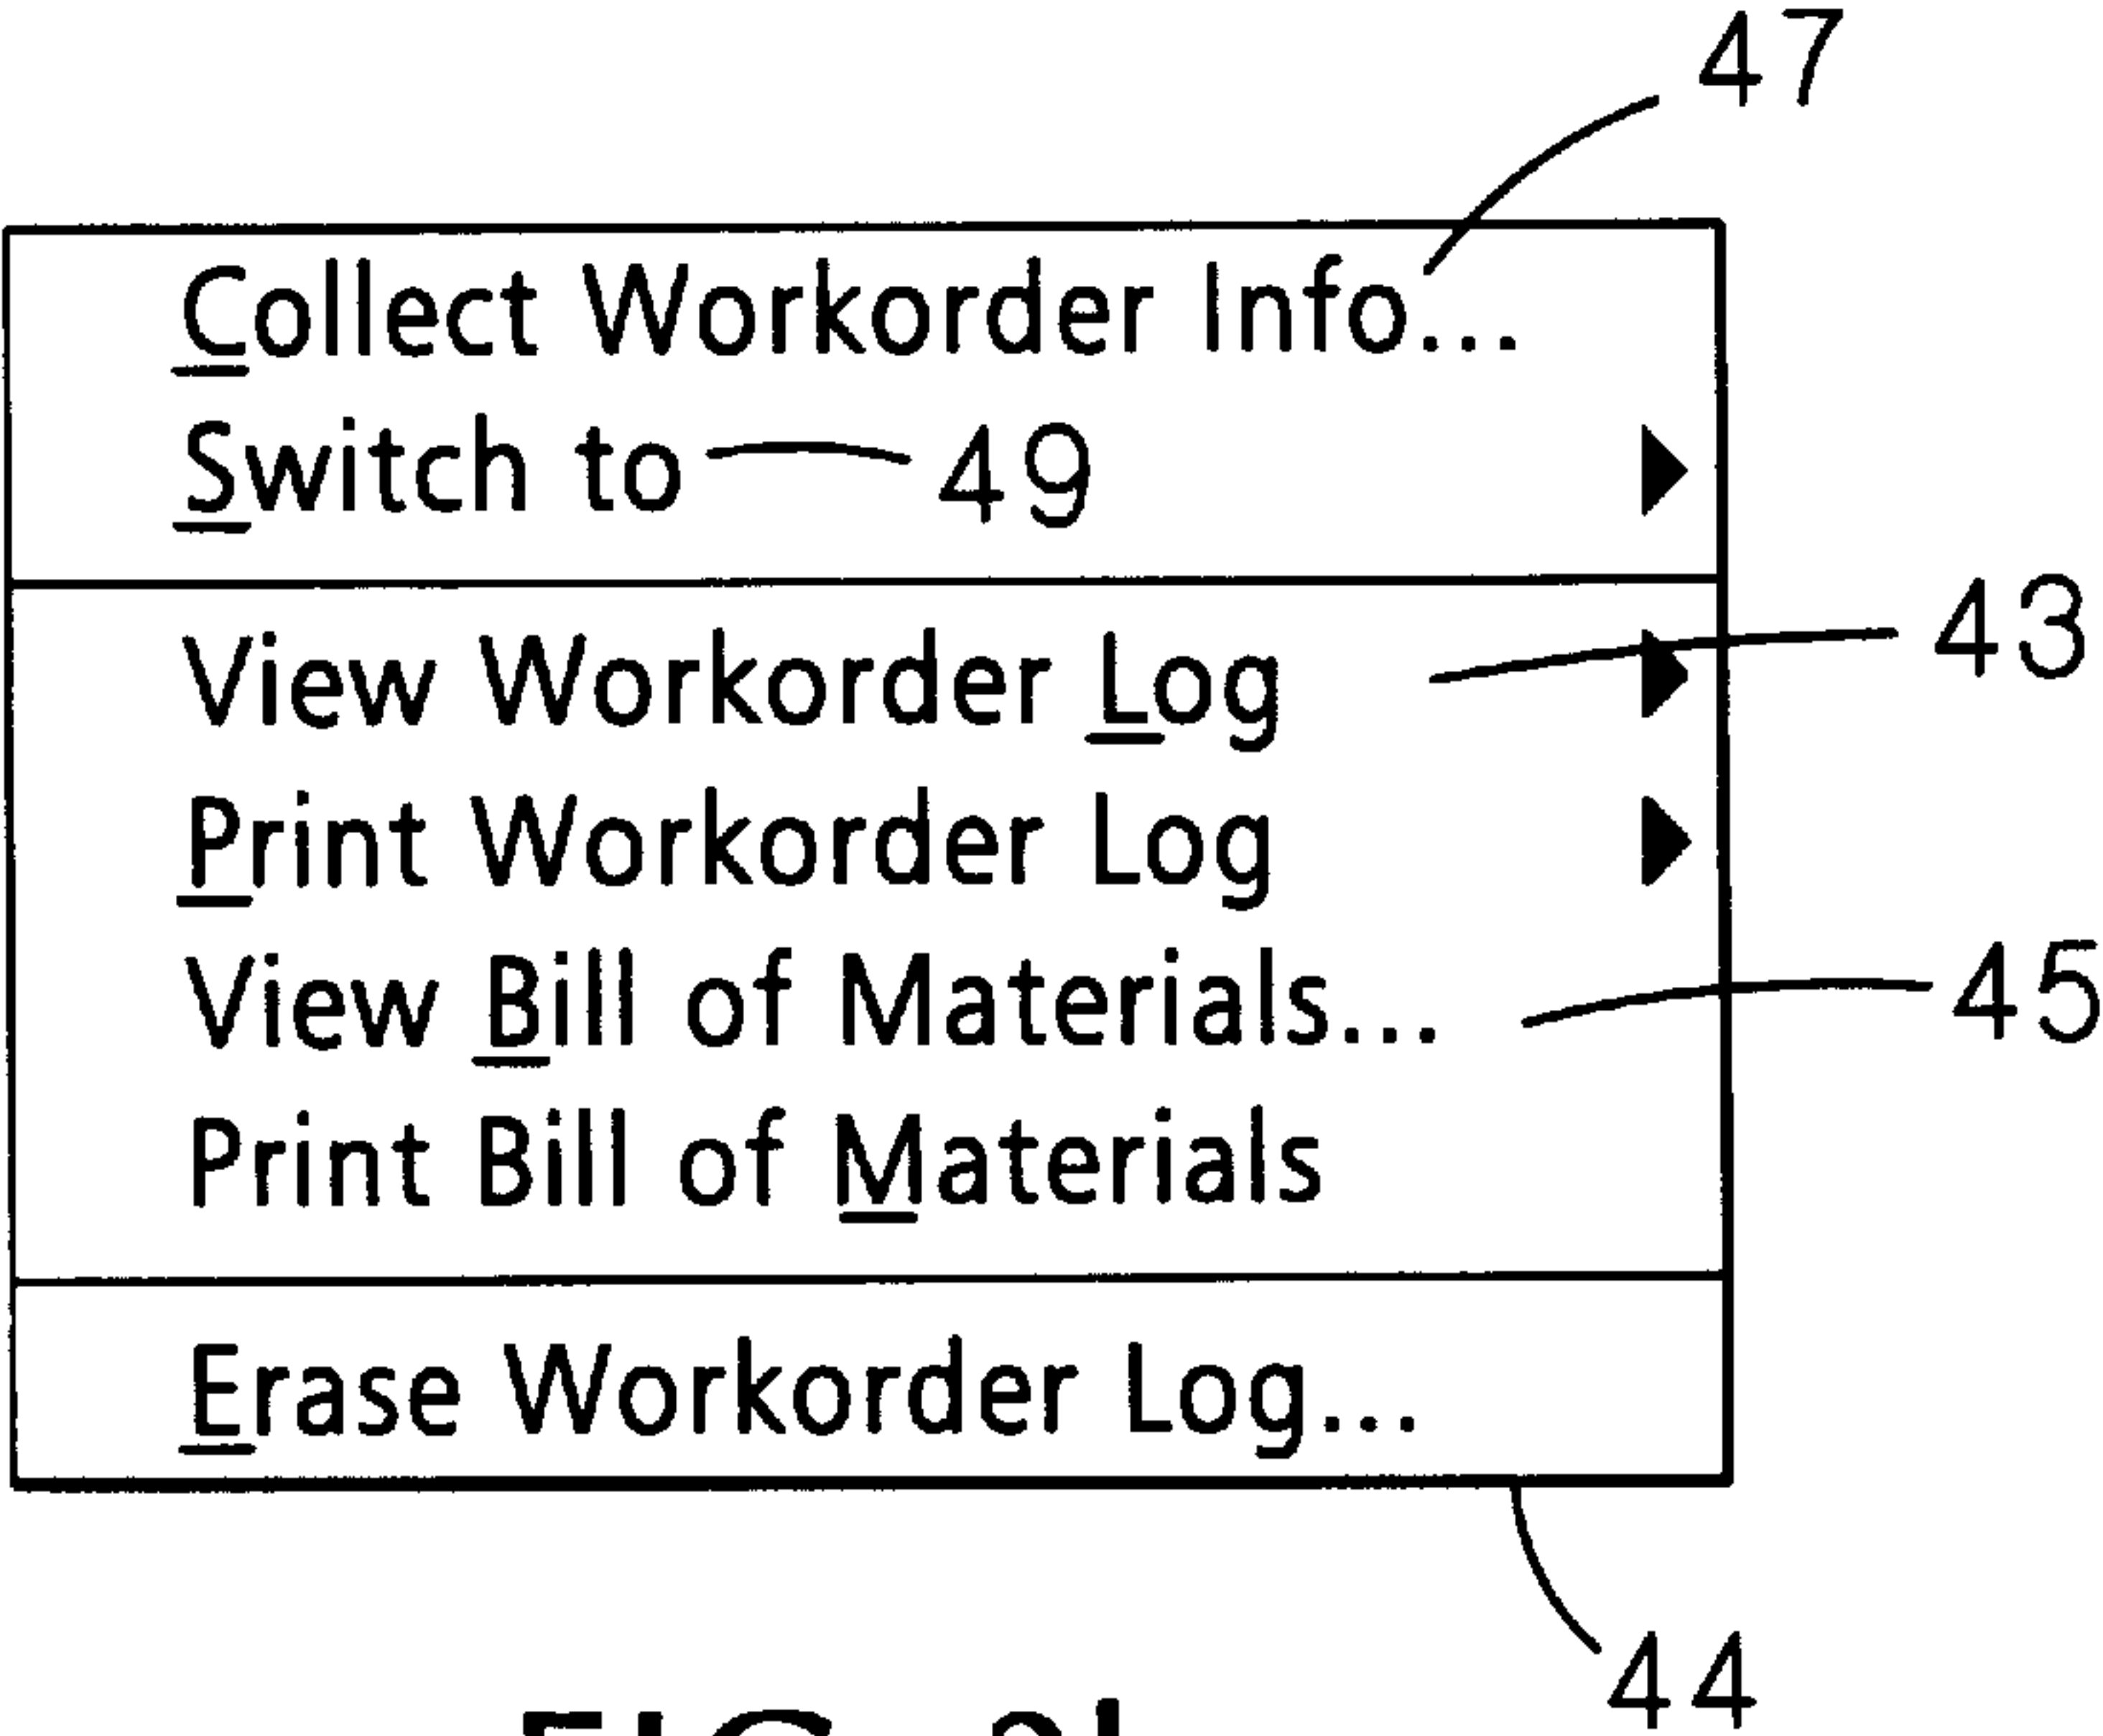 47
Collect Workorder Info...
Switch to 49
View Workorder Log 43
Print Workorder Log
View Bill of Materials... 45
Print Bill of Materials
Erase Workorder Log...
44